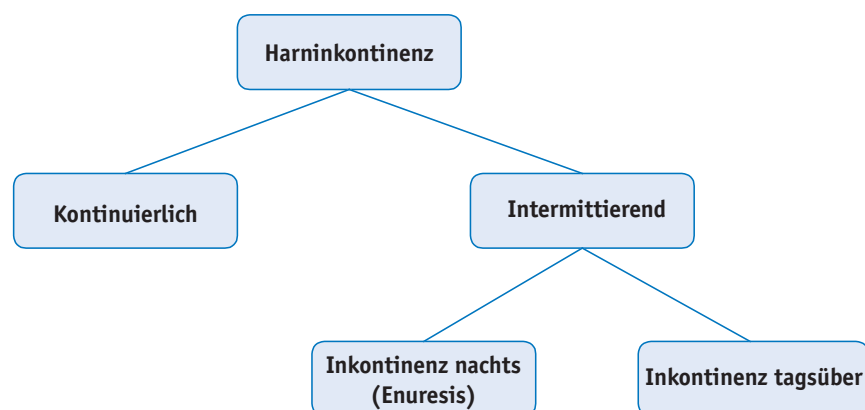 Harninkontinenz
Kontinuierlich
Intermittierend
Inkontinenz nachts
(Enuresis)
Inkontinenz tagsüber